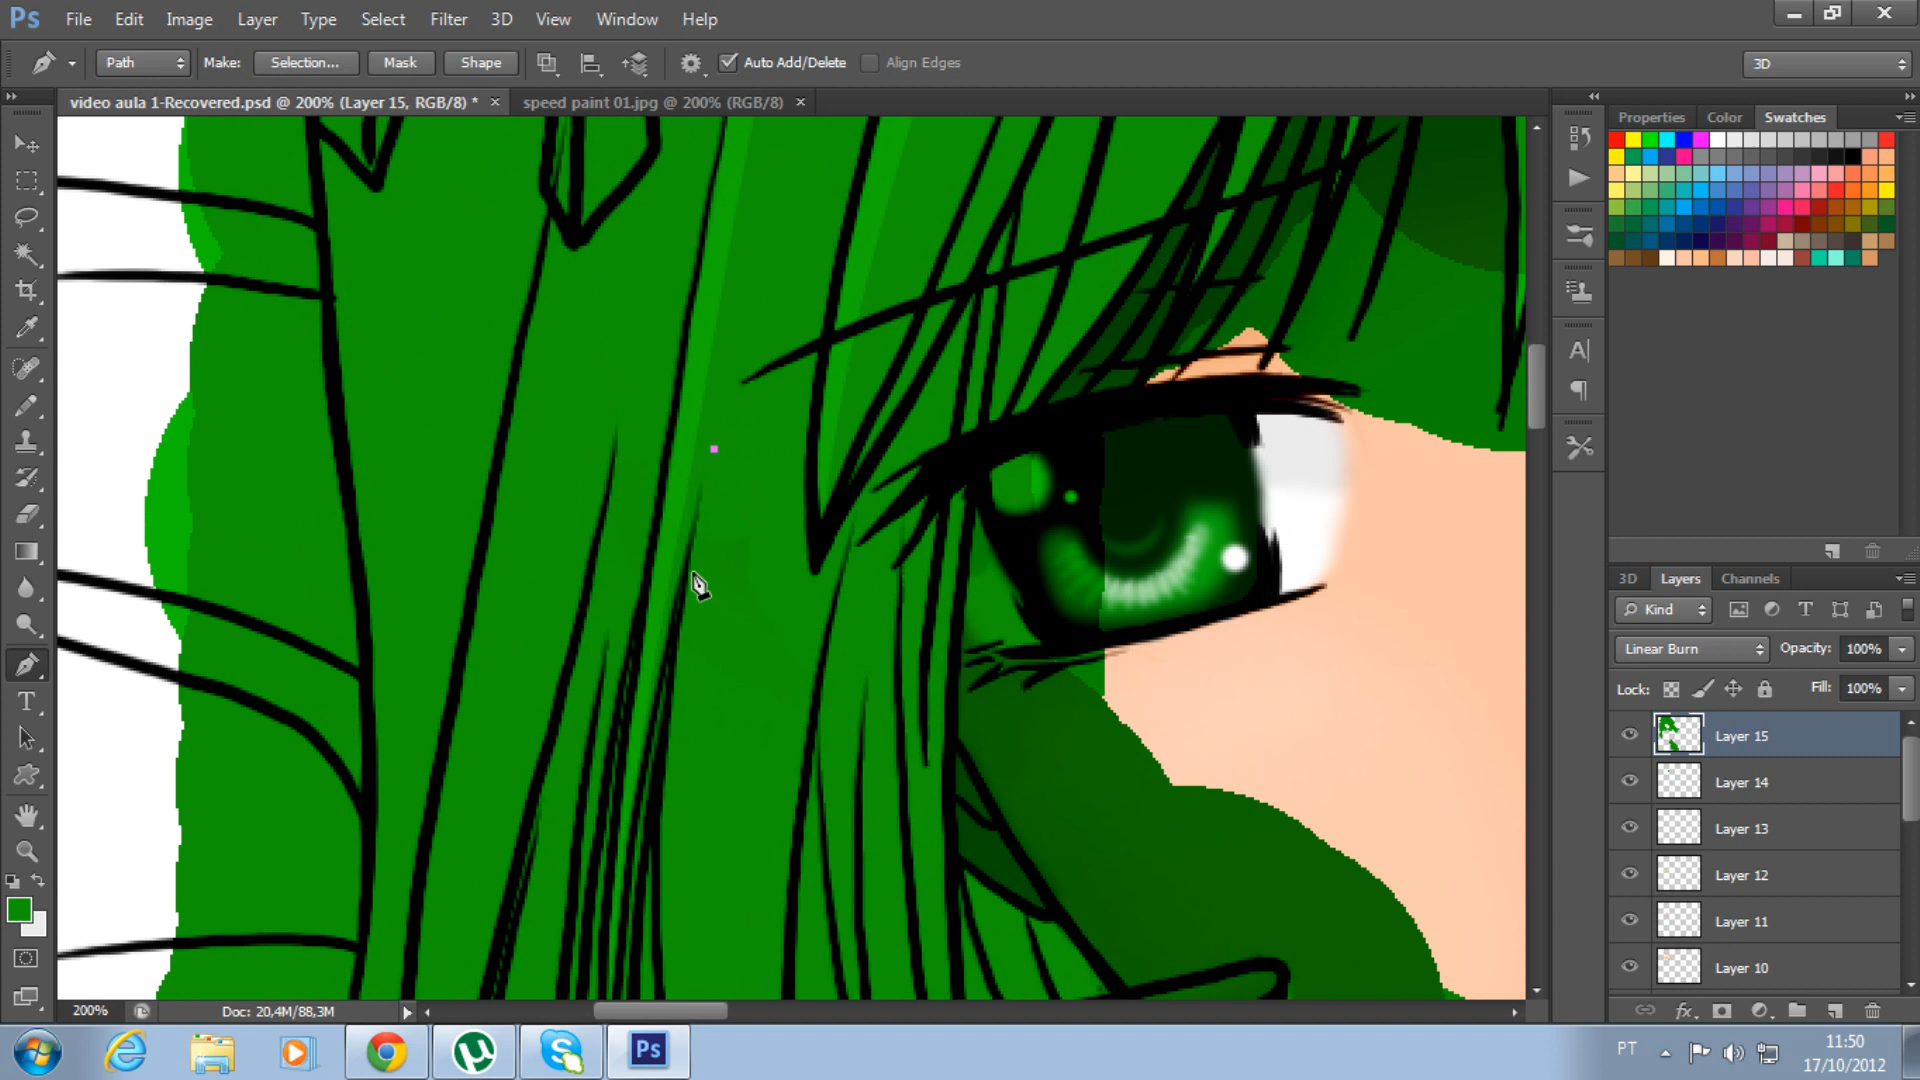 Ps File Edit Image Layer Type Select Filter 3D View Window Help
Path Make: Selection... Mask Shape Auto Add/Delete Align Edges 3D
video aula 1-Recovered.psd @ 200% (Layer 15, RGB/8) * × speed paint 01.jpg @ 200% (RGB/8) ×
Properties Color Swatches
3D Layers Channels
Kind
Linear Burn Opacity: 100%
Lock: Fill: 100%
Layer 15
Layer 14
Layer 13
Layer 12
Layer 11
Layer 10
200% Doc: 20,4M/88,3M
Ps
PT
11:50
17/10/2012